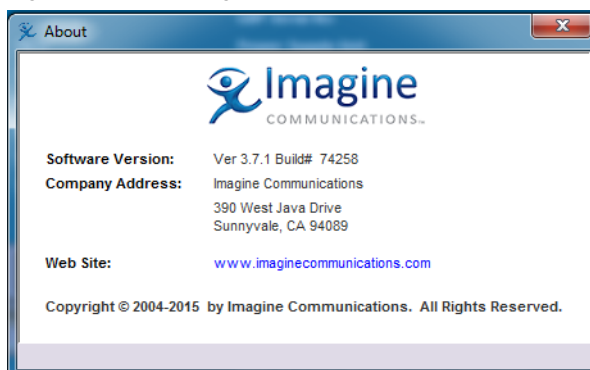 About
Imagine
COMMUNICATIONS™
Software Version: Ver 3.7.1 Build# 74258
Company Address: Imagine Communications
390 West Java Drive
Sunnyvale, CA 94089
Web Site: www.imaginecommunications.com
Copyright © 2004-2015 by Imagine Communications. All Rights Reserved.